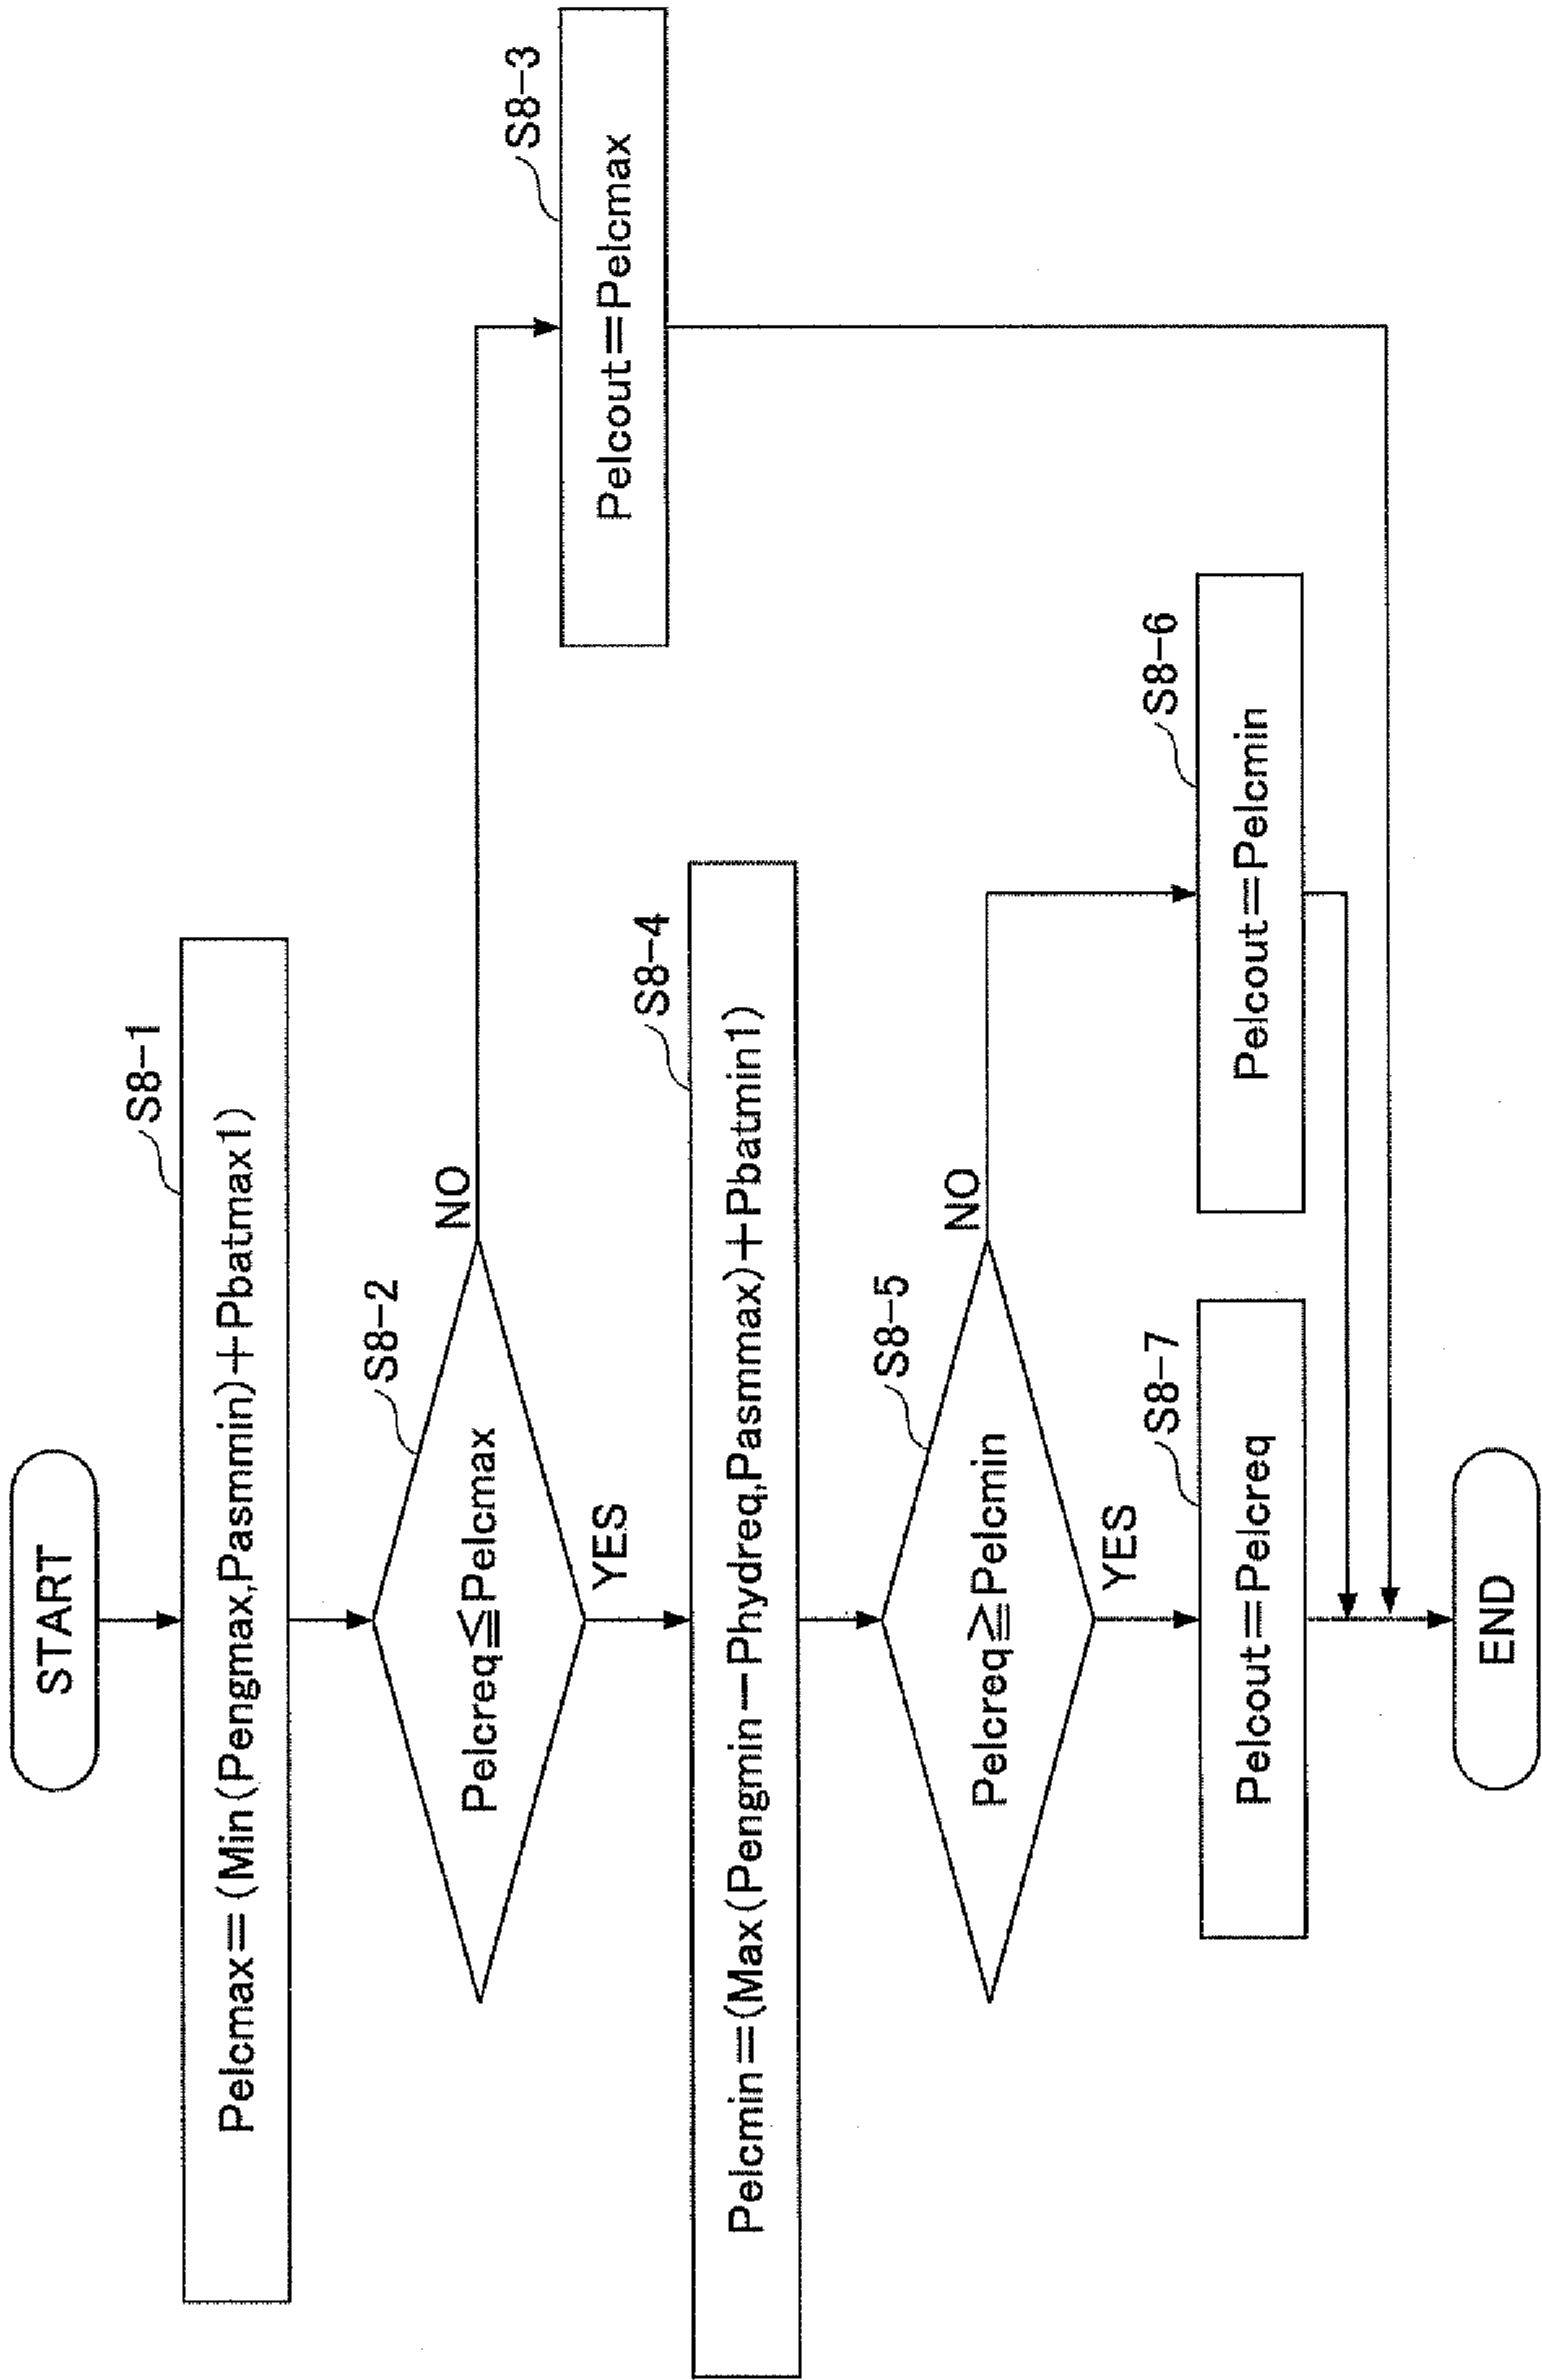 START
S8-1
Pelcmax=(Min(Pengmax,Pasmmin)+Pbatmax1)
S8-2
Pelcreq≦Pelcmax
NO
YES
S8-3
Pelcout=Pelcmax
S8-4
Pelcmin=(Max(Pengmin-Phydreq,Pasmmax)+Pbatmin1)
S8-5
Pelcreq≧Pelcmin
NO
YES
S8-6
Pelcout=Pelcmin
S8-7
Pelcout=Pelcreq
END